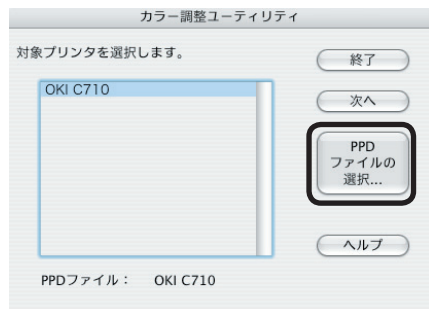 カラー調整ユーティリティ
対象プリンタを選択します。
OKI C710
終了
次へ
PPD
ファイルの
選択...
ヘルプ
PPDファイル： OKI C710